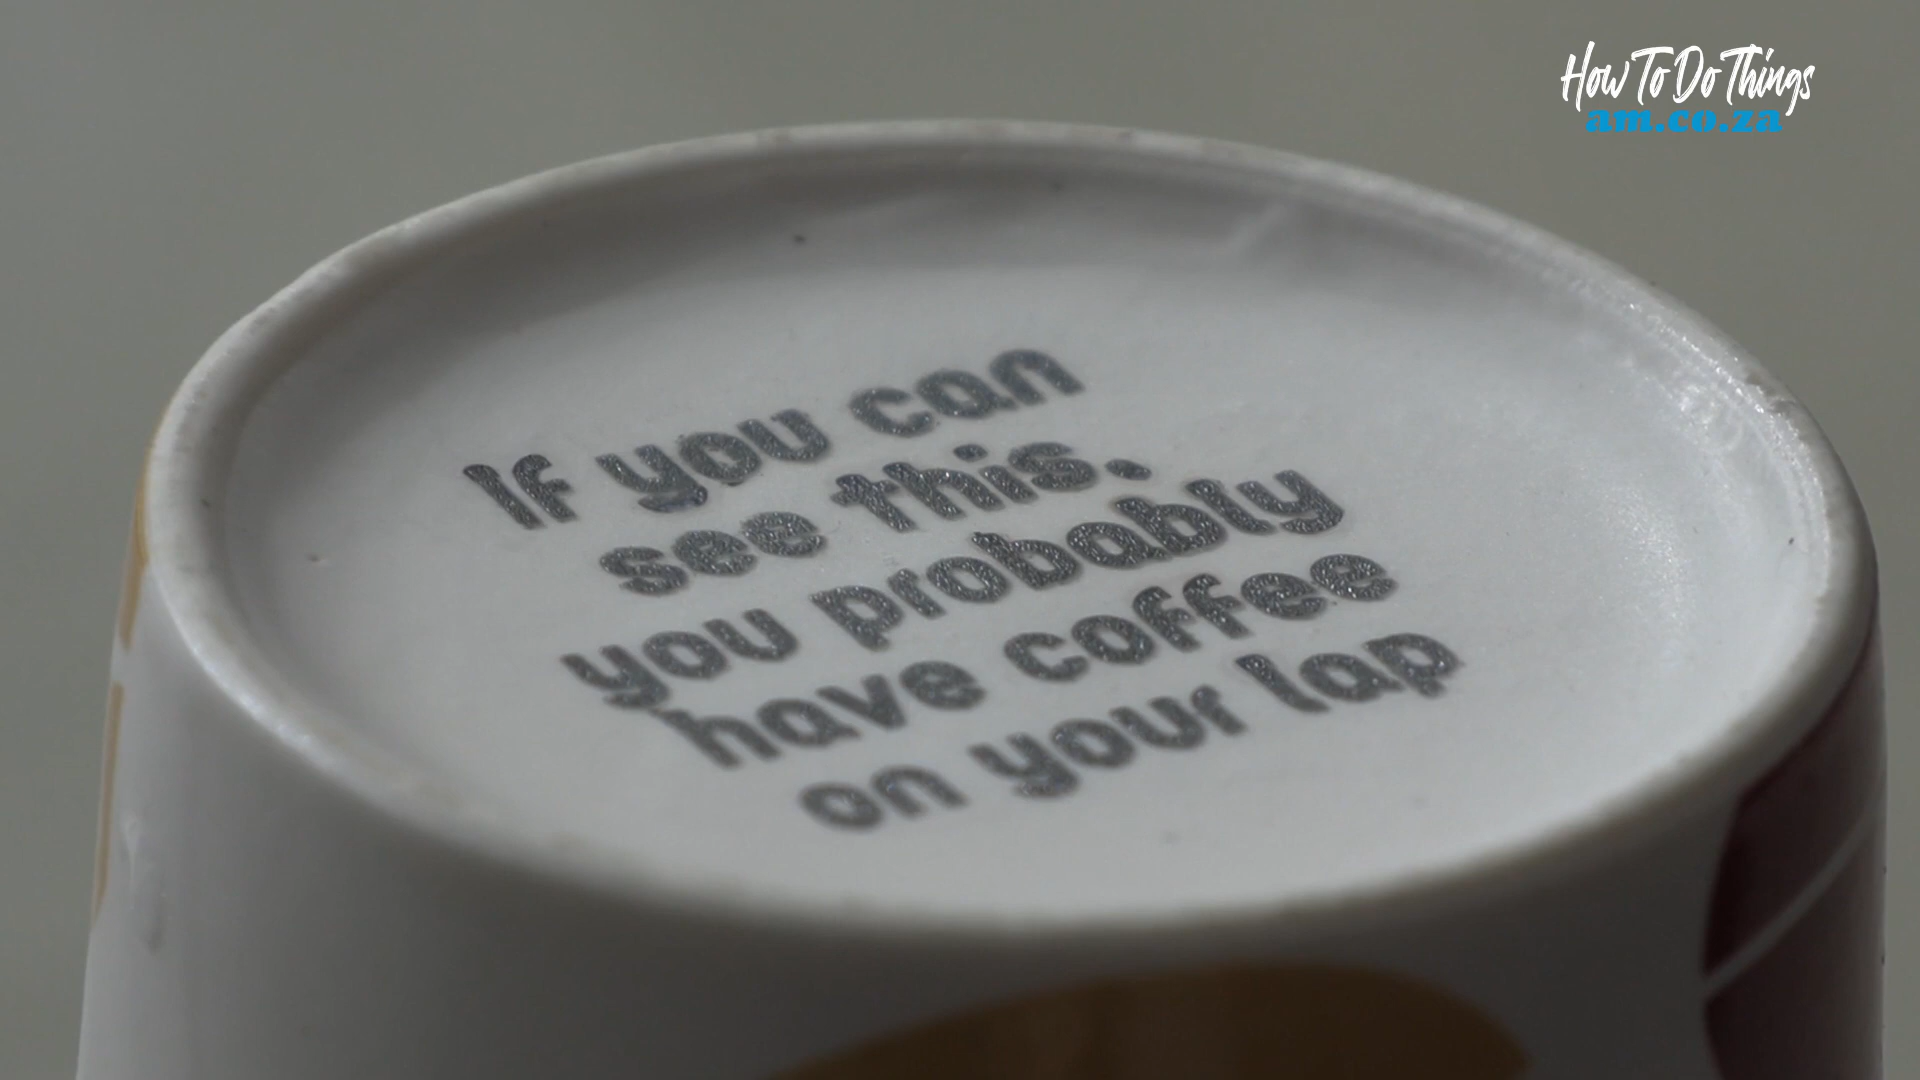 How To Do Things
am.co.za
If you can
see this.
you probably
have coffee
on your lap